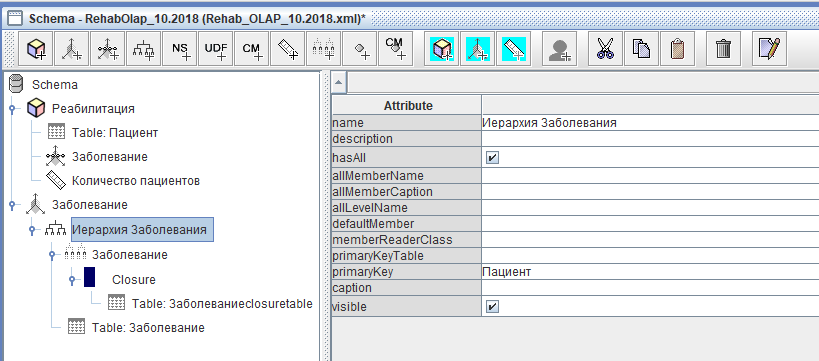 Schema - RehabOlap_10.2018 (Rehab_OLAP_10.2018.xml)*
NS UDF CM CM
Schema
Реабилитация
Table: Пациент
Заболевание
Количество пациентов
Заболевание
Иерархия Заболевания
Заболевание
Closure
Table: Заболеваниеclosuretable
Table: Заболевание
Attribute
name Иерархия Заболевания
description
hasAll
allMemberName
allMemberCaption
allLevelName
defaultMember
memberReaderClass
primaryKeyTable
primaryKey Пациент
caption
visible